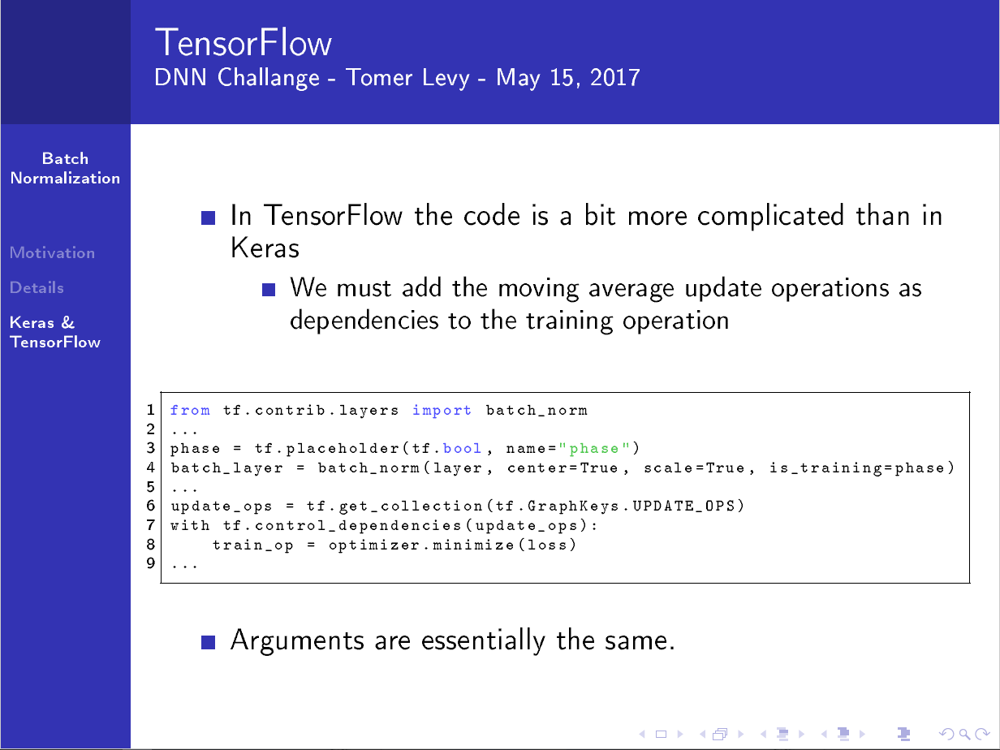 TensorFlow
DNN Challange - Tomer Levy - May 15, 2017
Batch
Normalization
Motivation
Details
Keras &
TensorFlow
In TensorFlow the code is a bit more complicated than in
Keras
We must add the moving average update operations as
dependencies to the training operation
1 from tf.contrib.layers import batch_norm
2 ...
3 phase = tf.placeholder(tf.bool, name="phase")
4 batch_layer = batch_norm(layer, center=True, scale=True, is_training=phase)
5 ...
6 update_ops = tf.get_collection(tf.GraphKeys.UPDATE_OPS)
7 with tf.control_dependencies(update_ops):
8     train_op = optimizer.minimize(loss)
9 ...
Arguments are essentially the same.